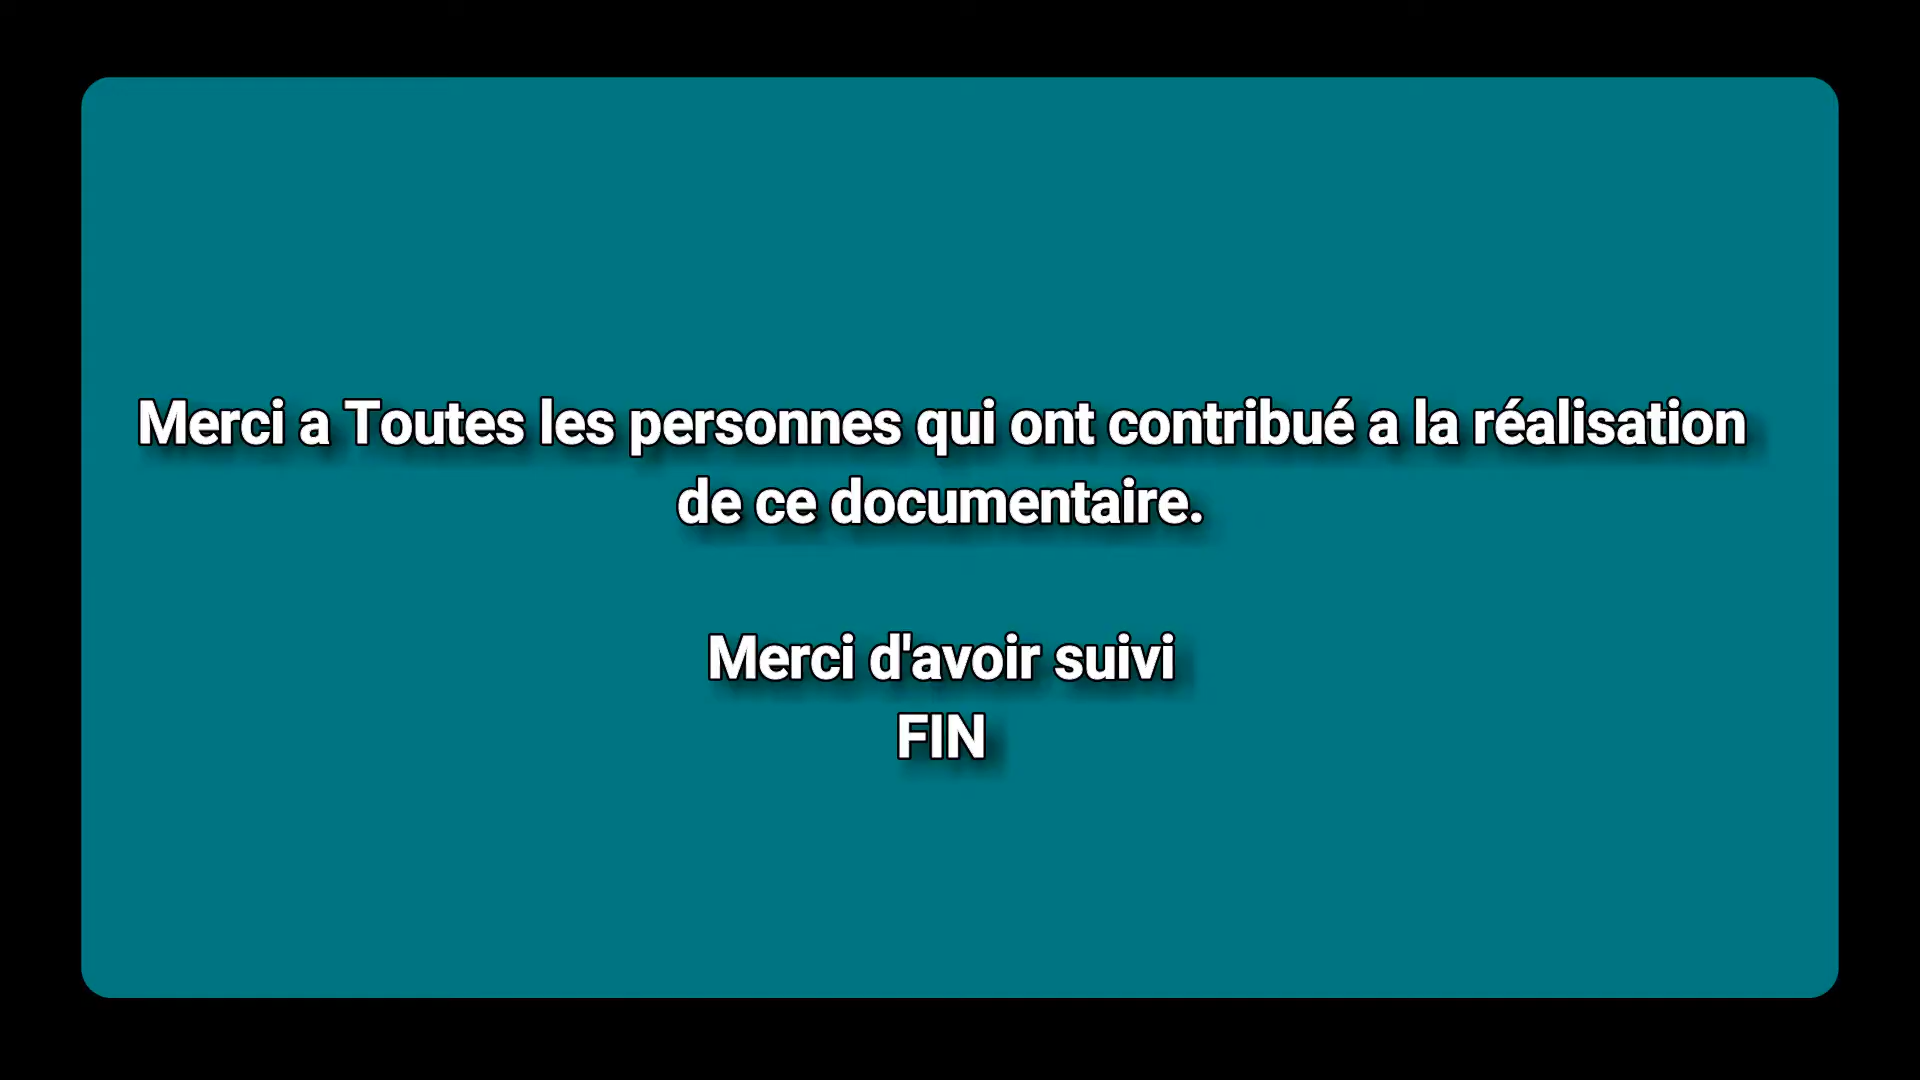 Merci a Toutes les personnes qui ont contribué a la réalisation
de ce documentaire.
Merci d'avoir suivi
FIN